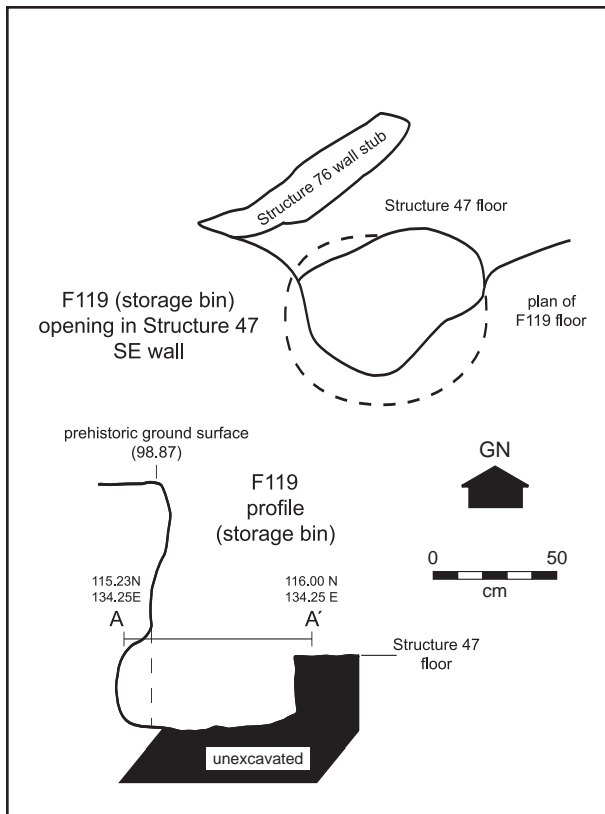 Structure 76 wall stub
Structure 47 floor
F119 (storage bin)
opening in Structure 47
SE wall
plan of
F119 floor
prehistoric ground surface
(98.87)
F119
profile
(storage bin)
GN
0 50
cm
115.23N
134.25E
A
116.00 N
134.25 E
A´
Structure 47
floor
unexcavated